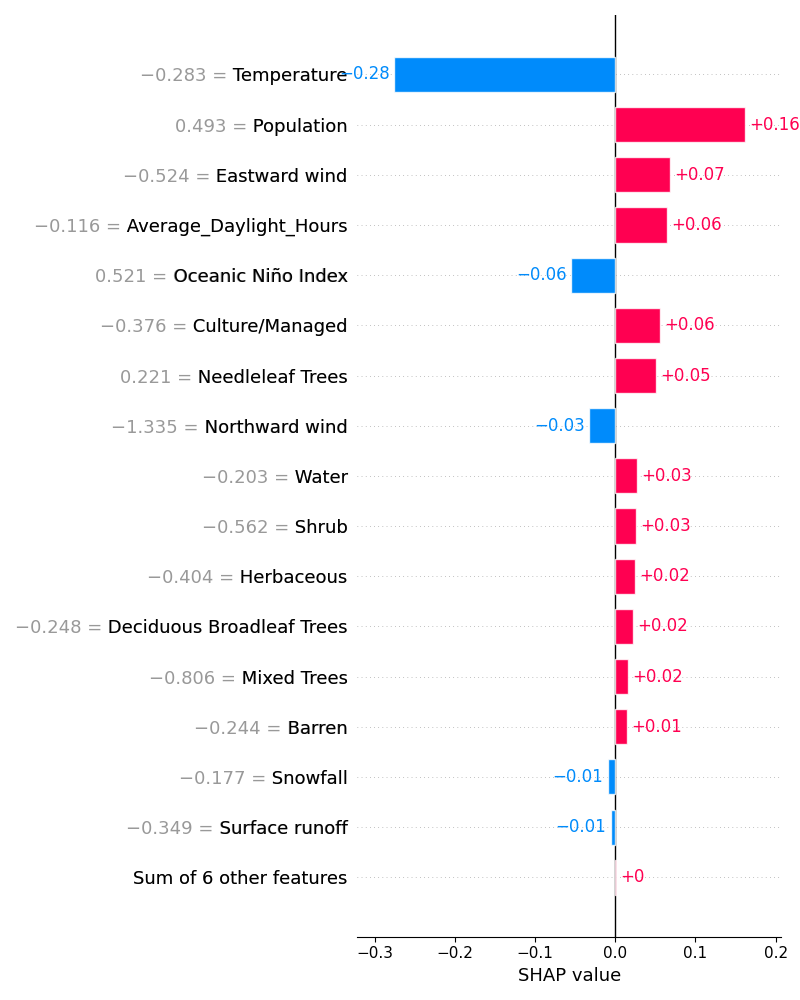 −0.283 = Temperature −0.28
0.493 = Population +0.16
−0.524 = Eastward wind +0.07
−0.116 = Average_Daylight_Hours +0.06
0.521 = Oceanic Niño Index −0.06
−0.376 = Culture/Managed +0.06
0.221 = Needleleaf Trees +0.05
−1.335 = Northward wind −0.03
−0.203 = Water +0.03
−0.562 = Shrub +0.03
−0.404 = Herbaceous +0.02
−0.248 = Deciduous Broadleaf Trees +0.02
−0.806 = Mixed Trees +0.02
−0.244 = Barren +0.01
−0.177 = Snowfall −0.01
−0.349 = Surface runoff −0.01
Sum of 6 other features +0
−0.3 −0.2 −0.1 0.0 0.1 0.2
SHAP value